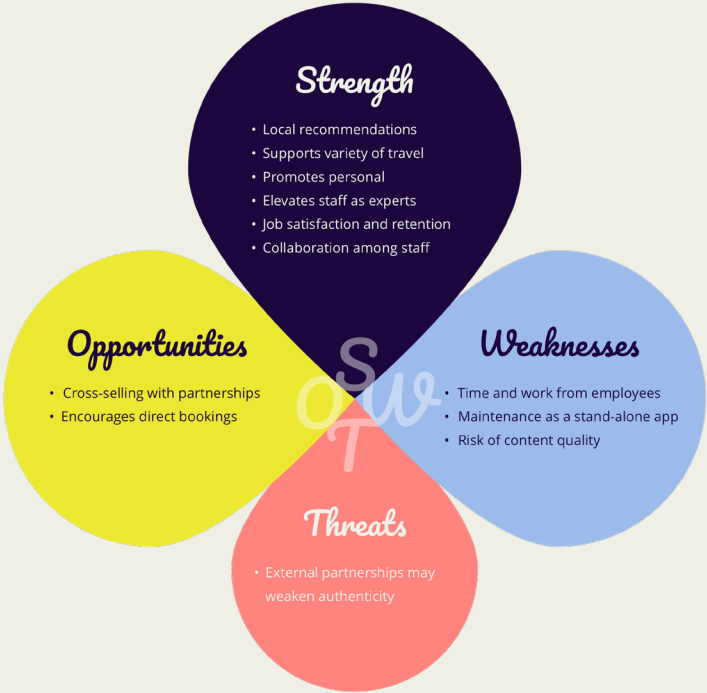 Strength
• Local recommendations
• Supports variety of travel
• Promotes personal
• Elevates staff as experts
• Job satisfaction and retention
• Collaboration among staff
Opportunities
• Cross-selling with partnerships
• Encourages direct bookings
S
O
W
T
Weaknesses
• Time and work from employees
• Maintenance as a stand-alone app
• Risk of content quality
Threats
• External partnerships may
weaken authenticity